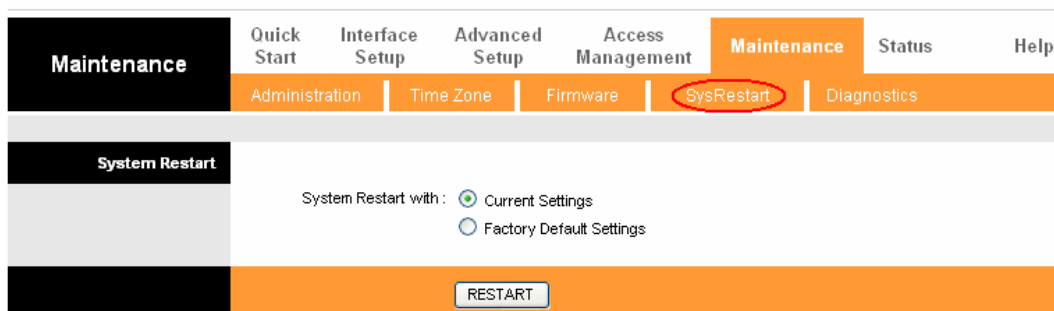 Maintenance
Quick Start
Interface Setup
Advanced Setup
Access Management
Maintenance
Status
Help
Administration
Time Zone
Firmware
SysRestart
Diagnostics
System Restart
System Restart with :
Current Settings
Factory Default Settings
RESTART